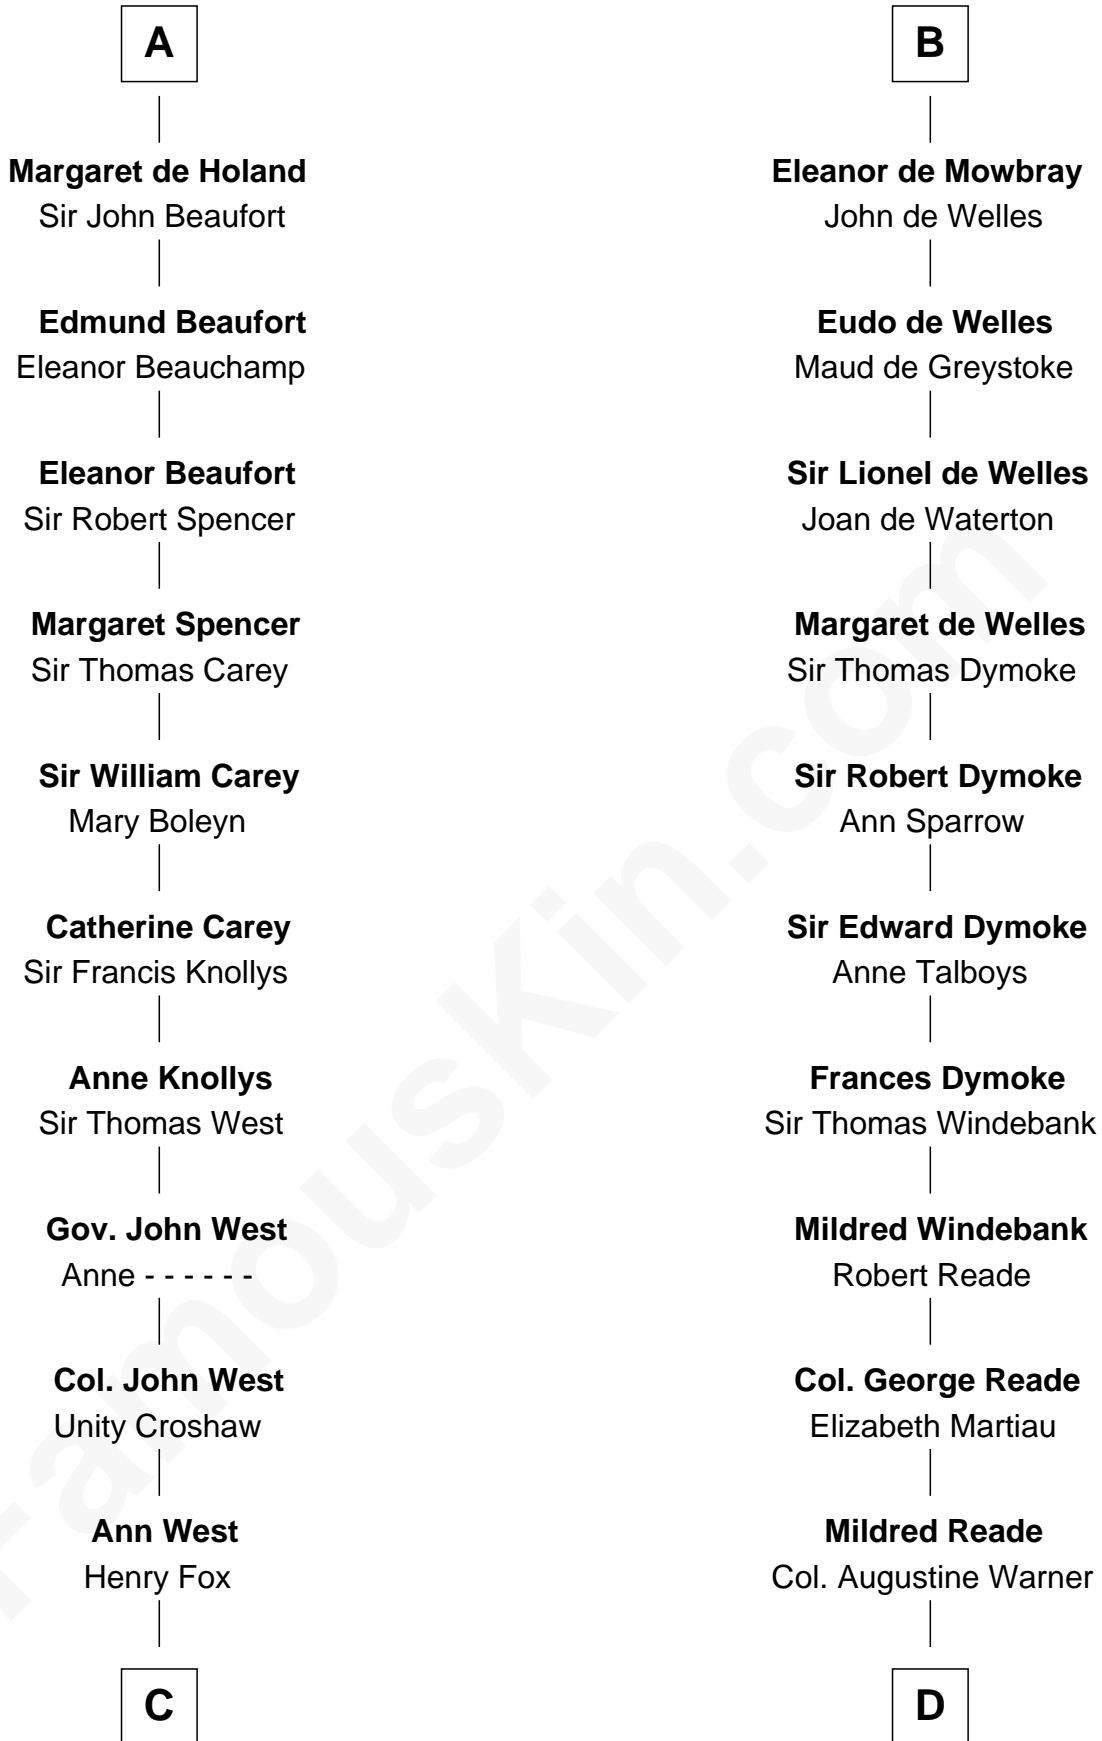 A
Margaret de Holand
Sir John Beaufort
Edmund Beaufort
Eleanor Beauchamp
Eleanor Beaufort
Sir Robert Spencer
Margaret Spencer
Sir Thomas Carey
Sir William Carey
Mary Boleyn
Catherine Carey
Sir Francis Knollys
Anne Knollys
Sir Thomas West
Gov. John West
Anne - - - - - -
Col. John West
Unity Croshaw
Ann West
Henry Fox
C
B
Eleanor de Mowbray
John de Welles
Eudo de Welles
Maud de Greystoke
Sir Lionel de Welles
Joan de Waterton
Margaret de Welles
Sir Thomas Dymoke
Sir Robert Dymoke
Ann Sparrow
Sir Edward Dymoke
Anne Talboys
Frances Dymoke
Sir Thomas Windebank
Mildred Windebank
Robert Reade
Col. George Reade
Elizabeth Martiau
Mildred Reade
Col. Augustine Warner
D
FamousKin.com